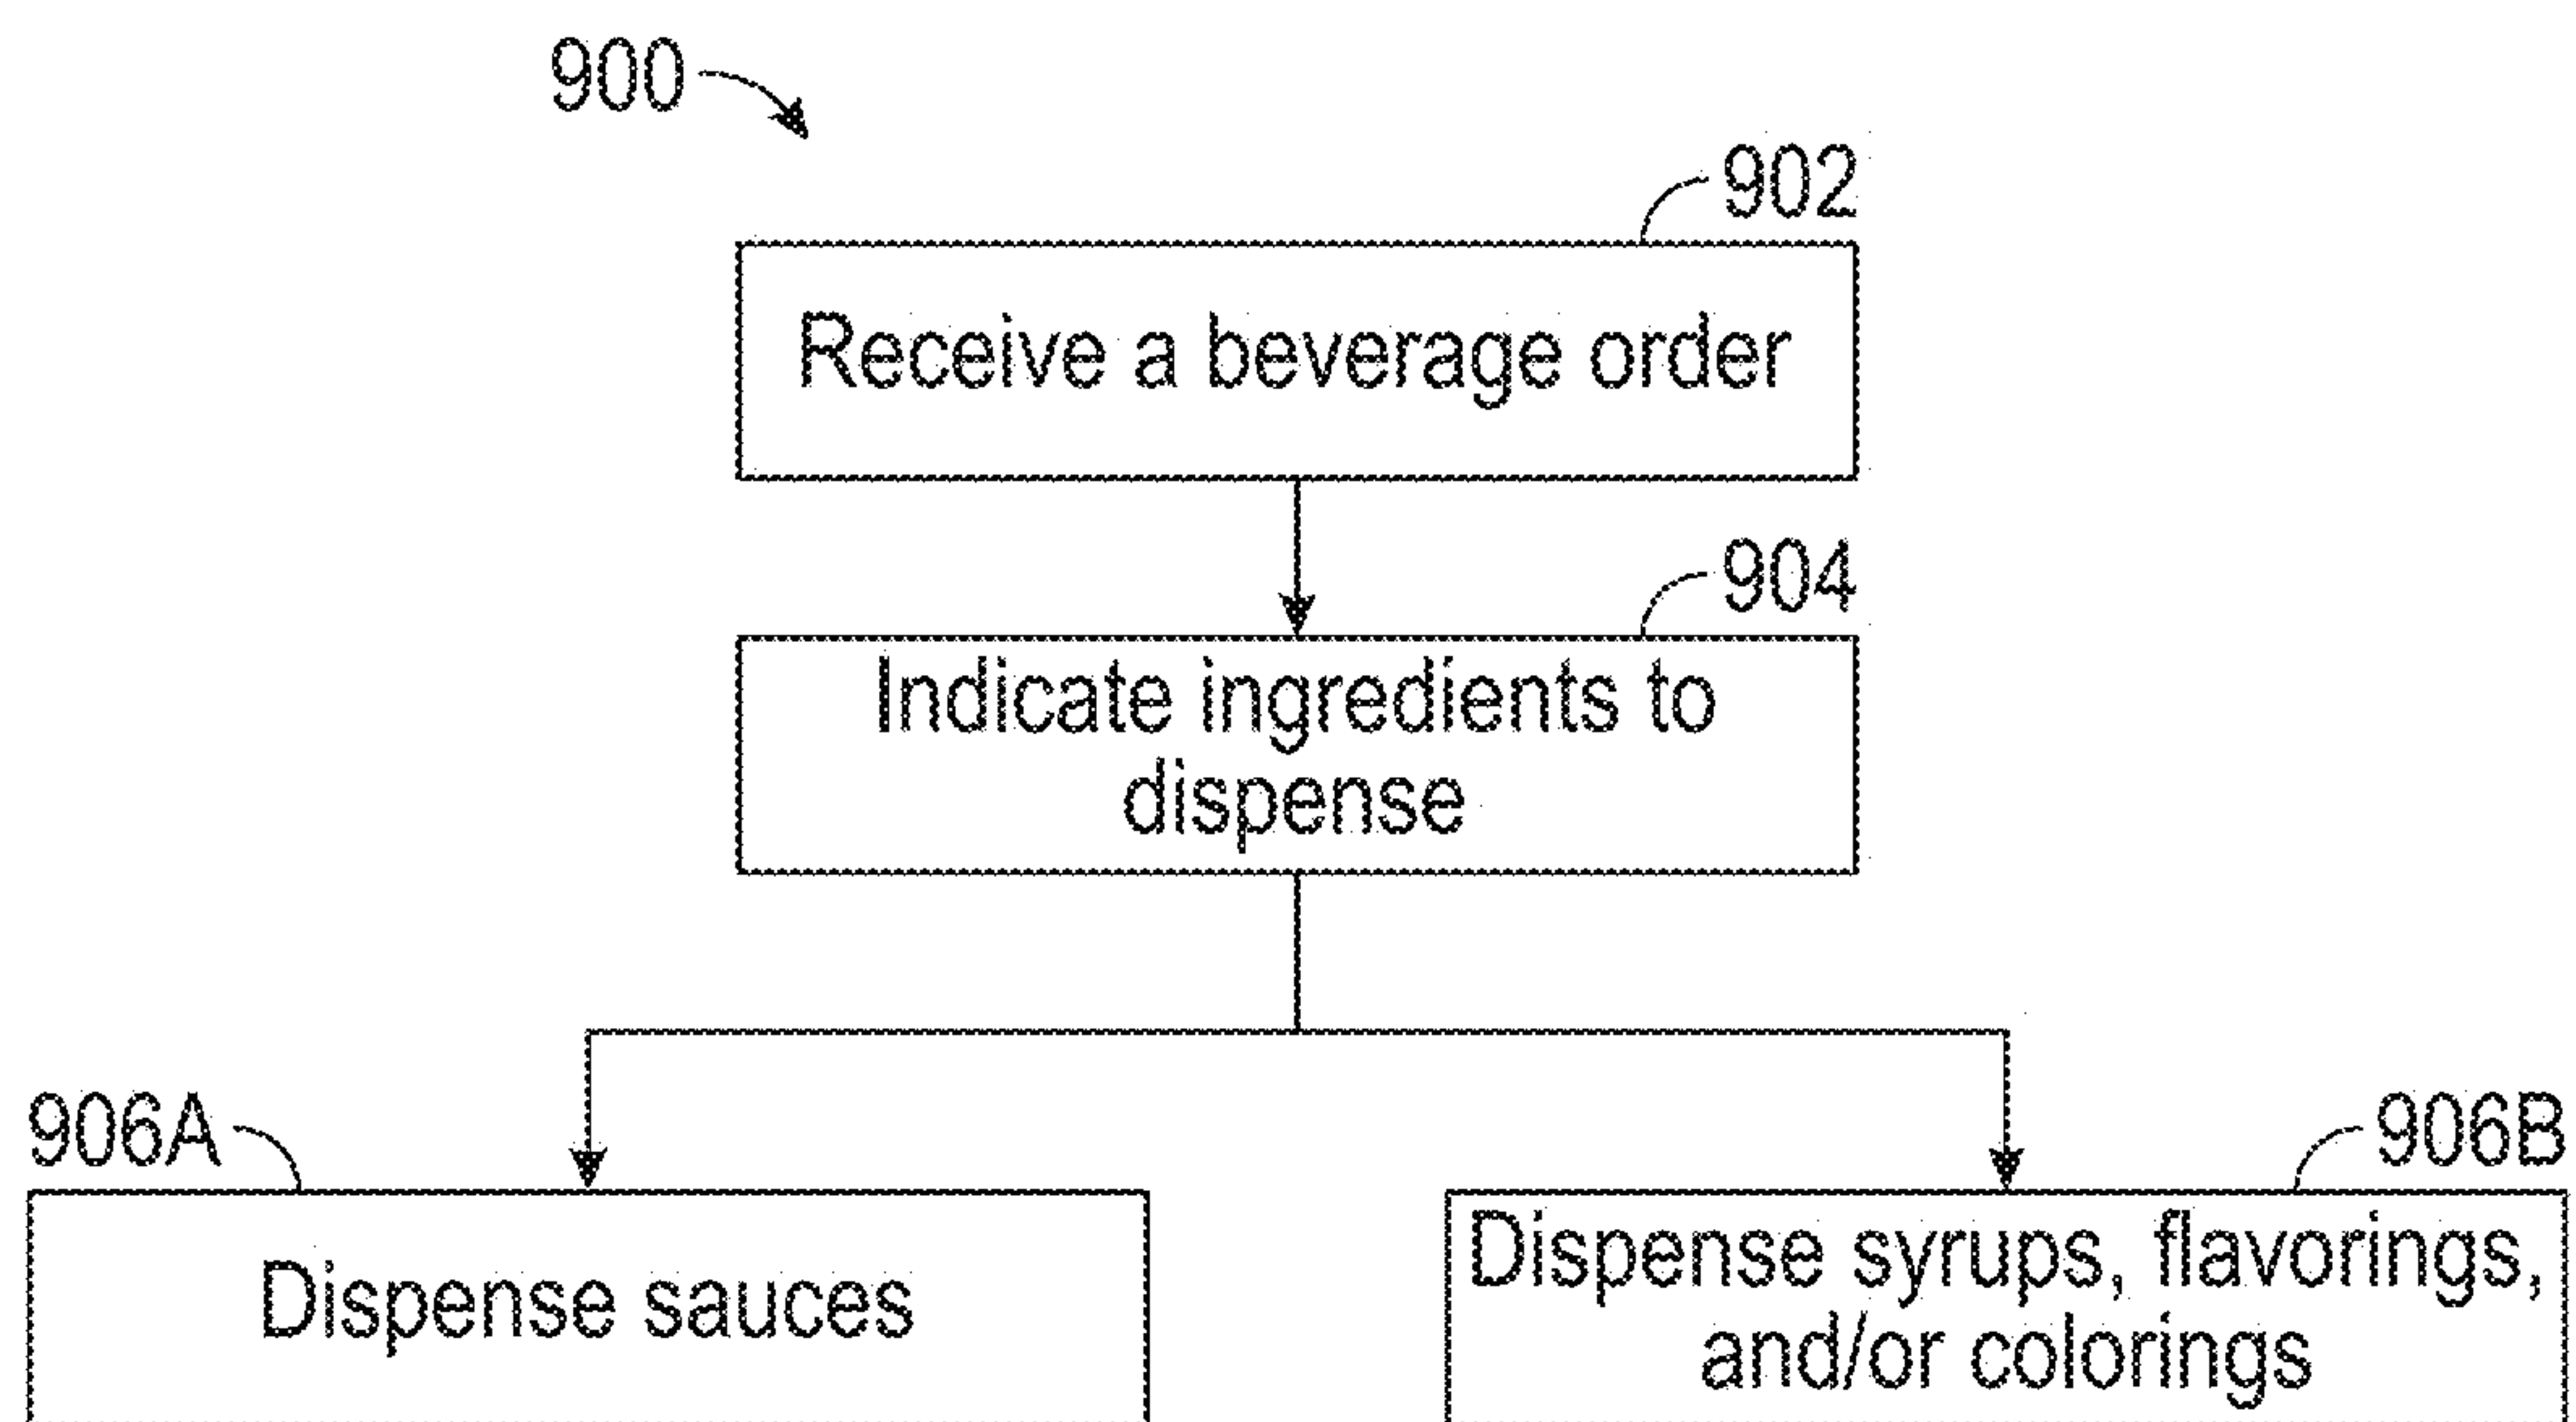 900
902
Receive a beverage order
904
Indicate ingredients to
dispense
906A
906B
Dispense sauces
Dispense syrups, flavorings,
and/or colorings